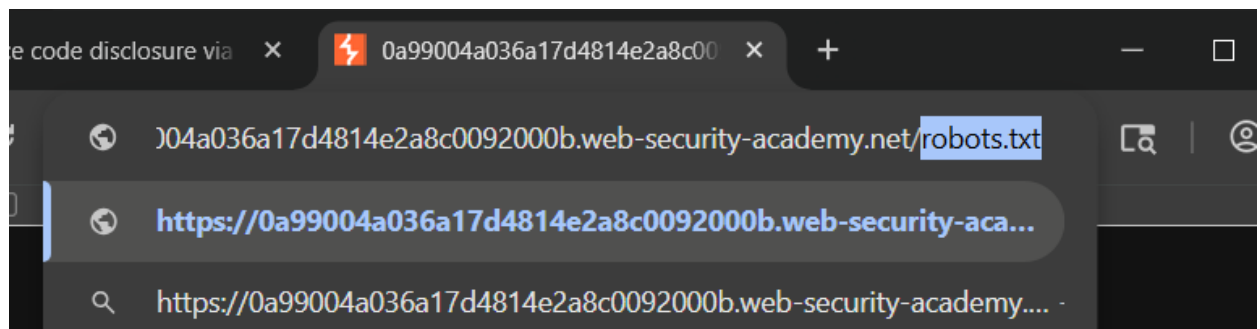 e code disclosure via
0a99004a036a17d4814e2a8c00
004a036a17d4814e2a8c0092000b.web-security-academy.net/robots.txt
https://0a99004a036a17d4814e2a8c0092000b.web-security-aca...
https://0a99004a036a17d4814e2a8c0092000b.web-security-academy.... -